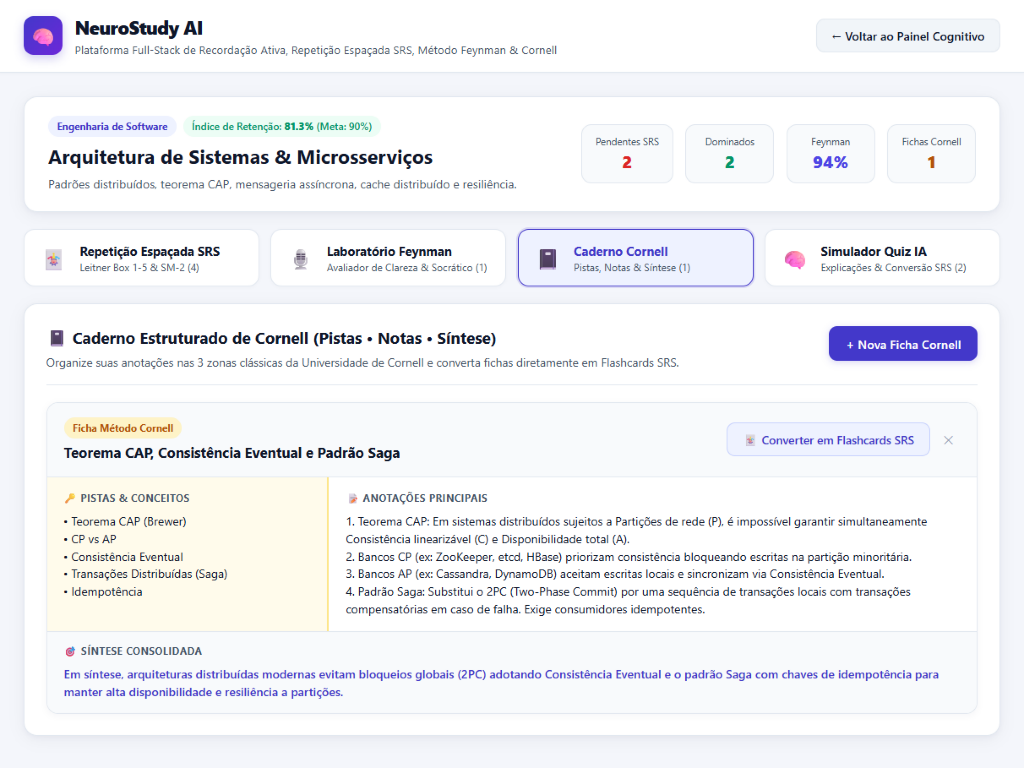 NeuroStudy AI
Plataforma Full-Stack de Recordação Ativa, Repetição Espaçada SRS, Método Feynman & Cornell
← Voltar ao Painel Cognitivo
Engenharia de Software
Índice de Retenção: 81.3% (Meta: 90%)
Arquitetura de Sistemas & Microsserviços
Padrões distribuídos, teorema CAP, mensageria assíncrona, cache distribuído e resiliência.
Pendentes SRS
2
Dominados
2
Feynman
94%
Fichas Cornell
1
Repetição Espaçada SRS
Leitner Box 1-5 & SM-2 (4)
Laboratório Feynman
Avaliador de Clareza & Socrático (1)
Caderno Cornell
Pistas, Notas & Síntese (1)
Simulador Quiz IA
Explicações & Conversão SRS (2)
Caderno Estruturado de Cornell (Pistas • Notas • Síntese)
Organize suas anotações nas 3 zonas clássicas da Universidade de Cornell e converta fichas diretamente em Flashcards SRS.
+ Nova Ficha Cornell
Ficha Método Cornell
Teorema CAP, Consistência Eventual e Padrão Saga
Converter em Flashcards SRS
×
PISTAS & CONCEITOS
• Teorema CAP (Brewer)
• CP vs AP
• Consistência Eventual
• Transações Distribuídas (Saga)
• Idempotência
ANOTAÇÕES PRINCIPAIS
1. Teorema CAP: Em sistemas distribuídos sujeitos a Partições de rede (P), é impossível garantir simultaneamente
Consistência linearizável (C) e Disponibilidade total (A).
2. Bancos CP (ex: ZooKeeper, etcd, HBase) priorizam consistência bloqueando escritas na partição minoritária.
3. Bancos AP (ex: Cassandra, DynamoDB) aceitam escritas locais e sincronizam via Consistência Eventual.
4. Padrão Saga: Substitui o 2PC (Two-Phase Commit) por uma sequência de transações locais com transações
compensatórias em caso de falha. Exige consumidores idempotentes.
SÍNTESE CONSOLIDADA
Em síntese, arquiteturas distribuídas modernas evitam bloqueios globais (2PC) adotando Consistência Eventual e o padrão Saga com chaves de idempotência para
manter alta disponibilidade e resiliência a partições.